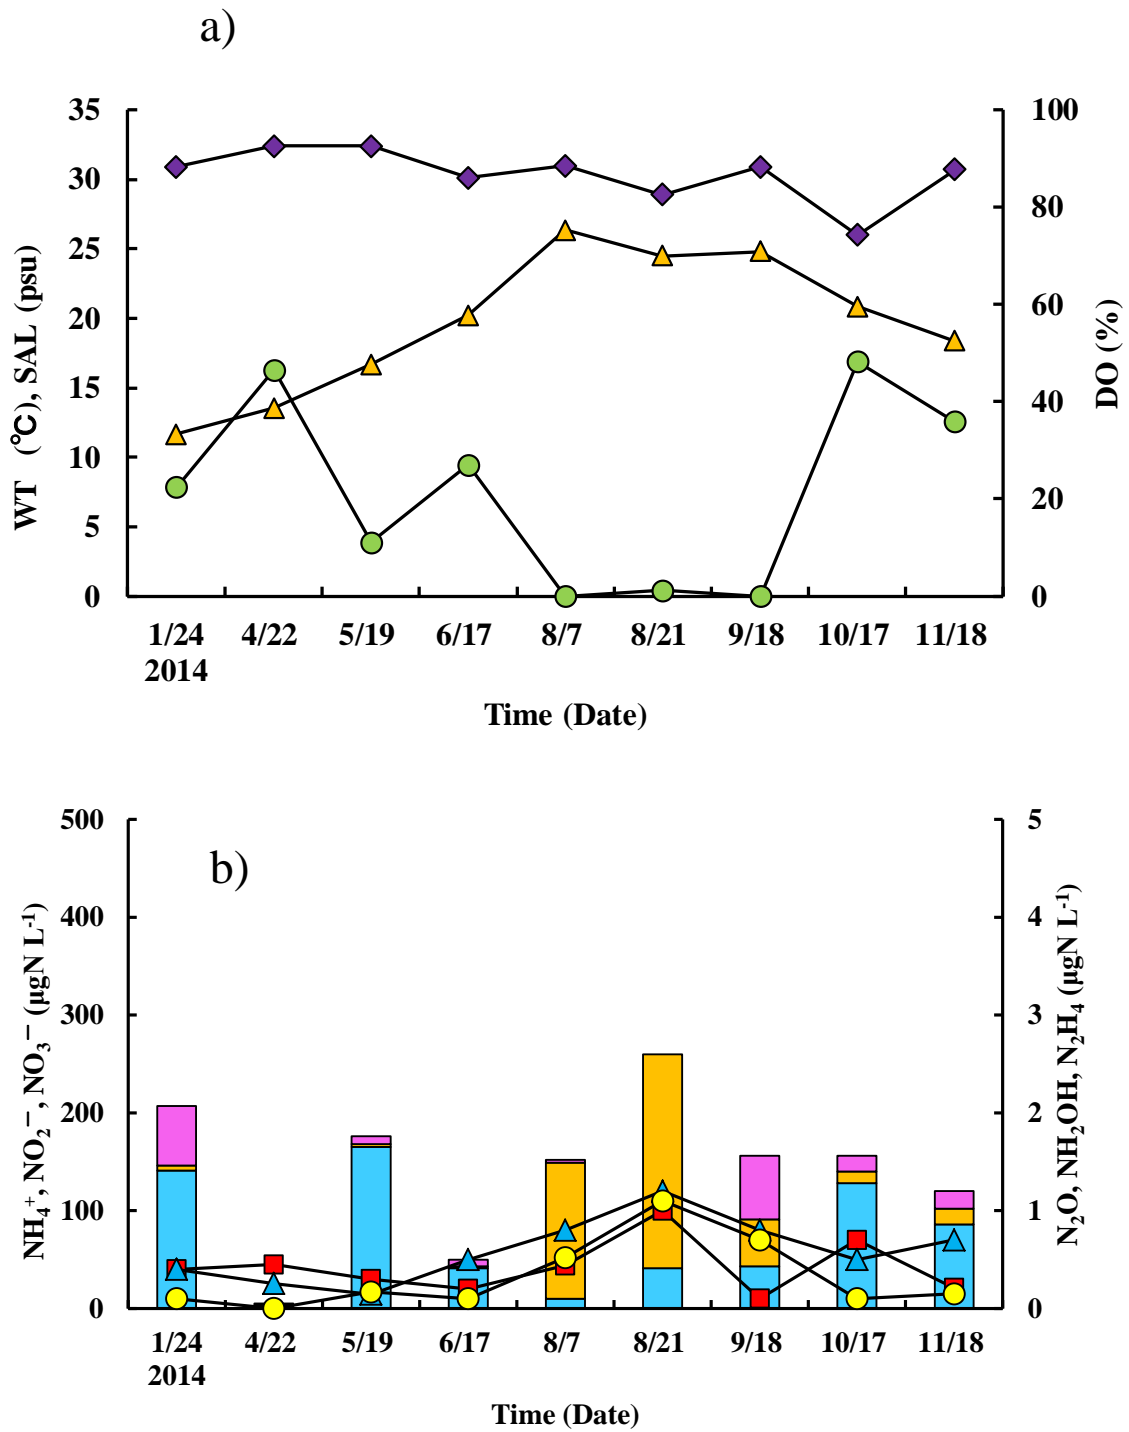 a)
35
30
25
20
15
10
5
0
WT (℃), SAL (psu)
100
80
60
40
20
0
DO (%)
1/24 4/22 5/19 6/17 8/7 8/21 9/18 10/17 11/18
2014
Time (Date)
b)
500
400
300
200
100
0
NH₄⁺, NO₂⁻, NO₃⁻ (μgN L⁻¹)
5
4
3
2
1
0
N₂O, NH₂OH, N₂H₄ (μgN L⁻¹)
1/24 4/22 5/19 6/17 8/7 8/21 9/18 10/17 11/18
2014
Time (Date)